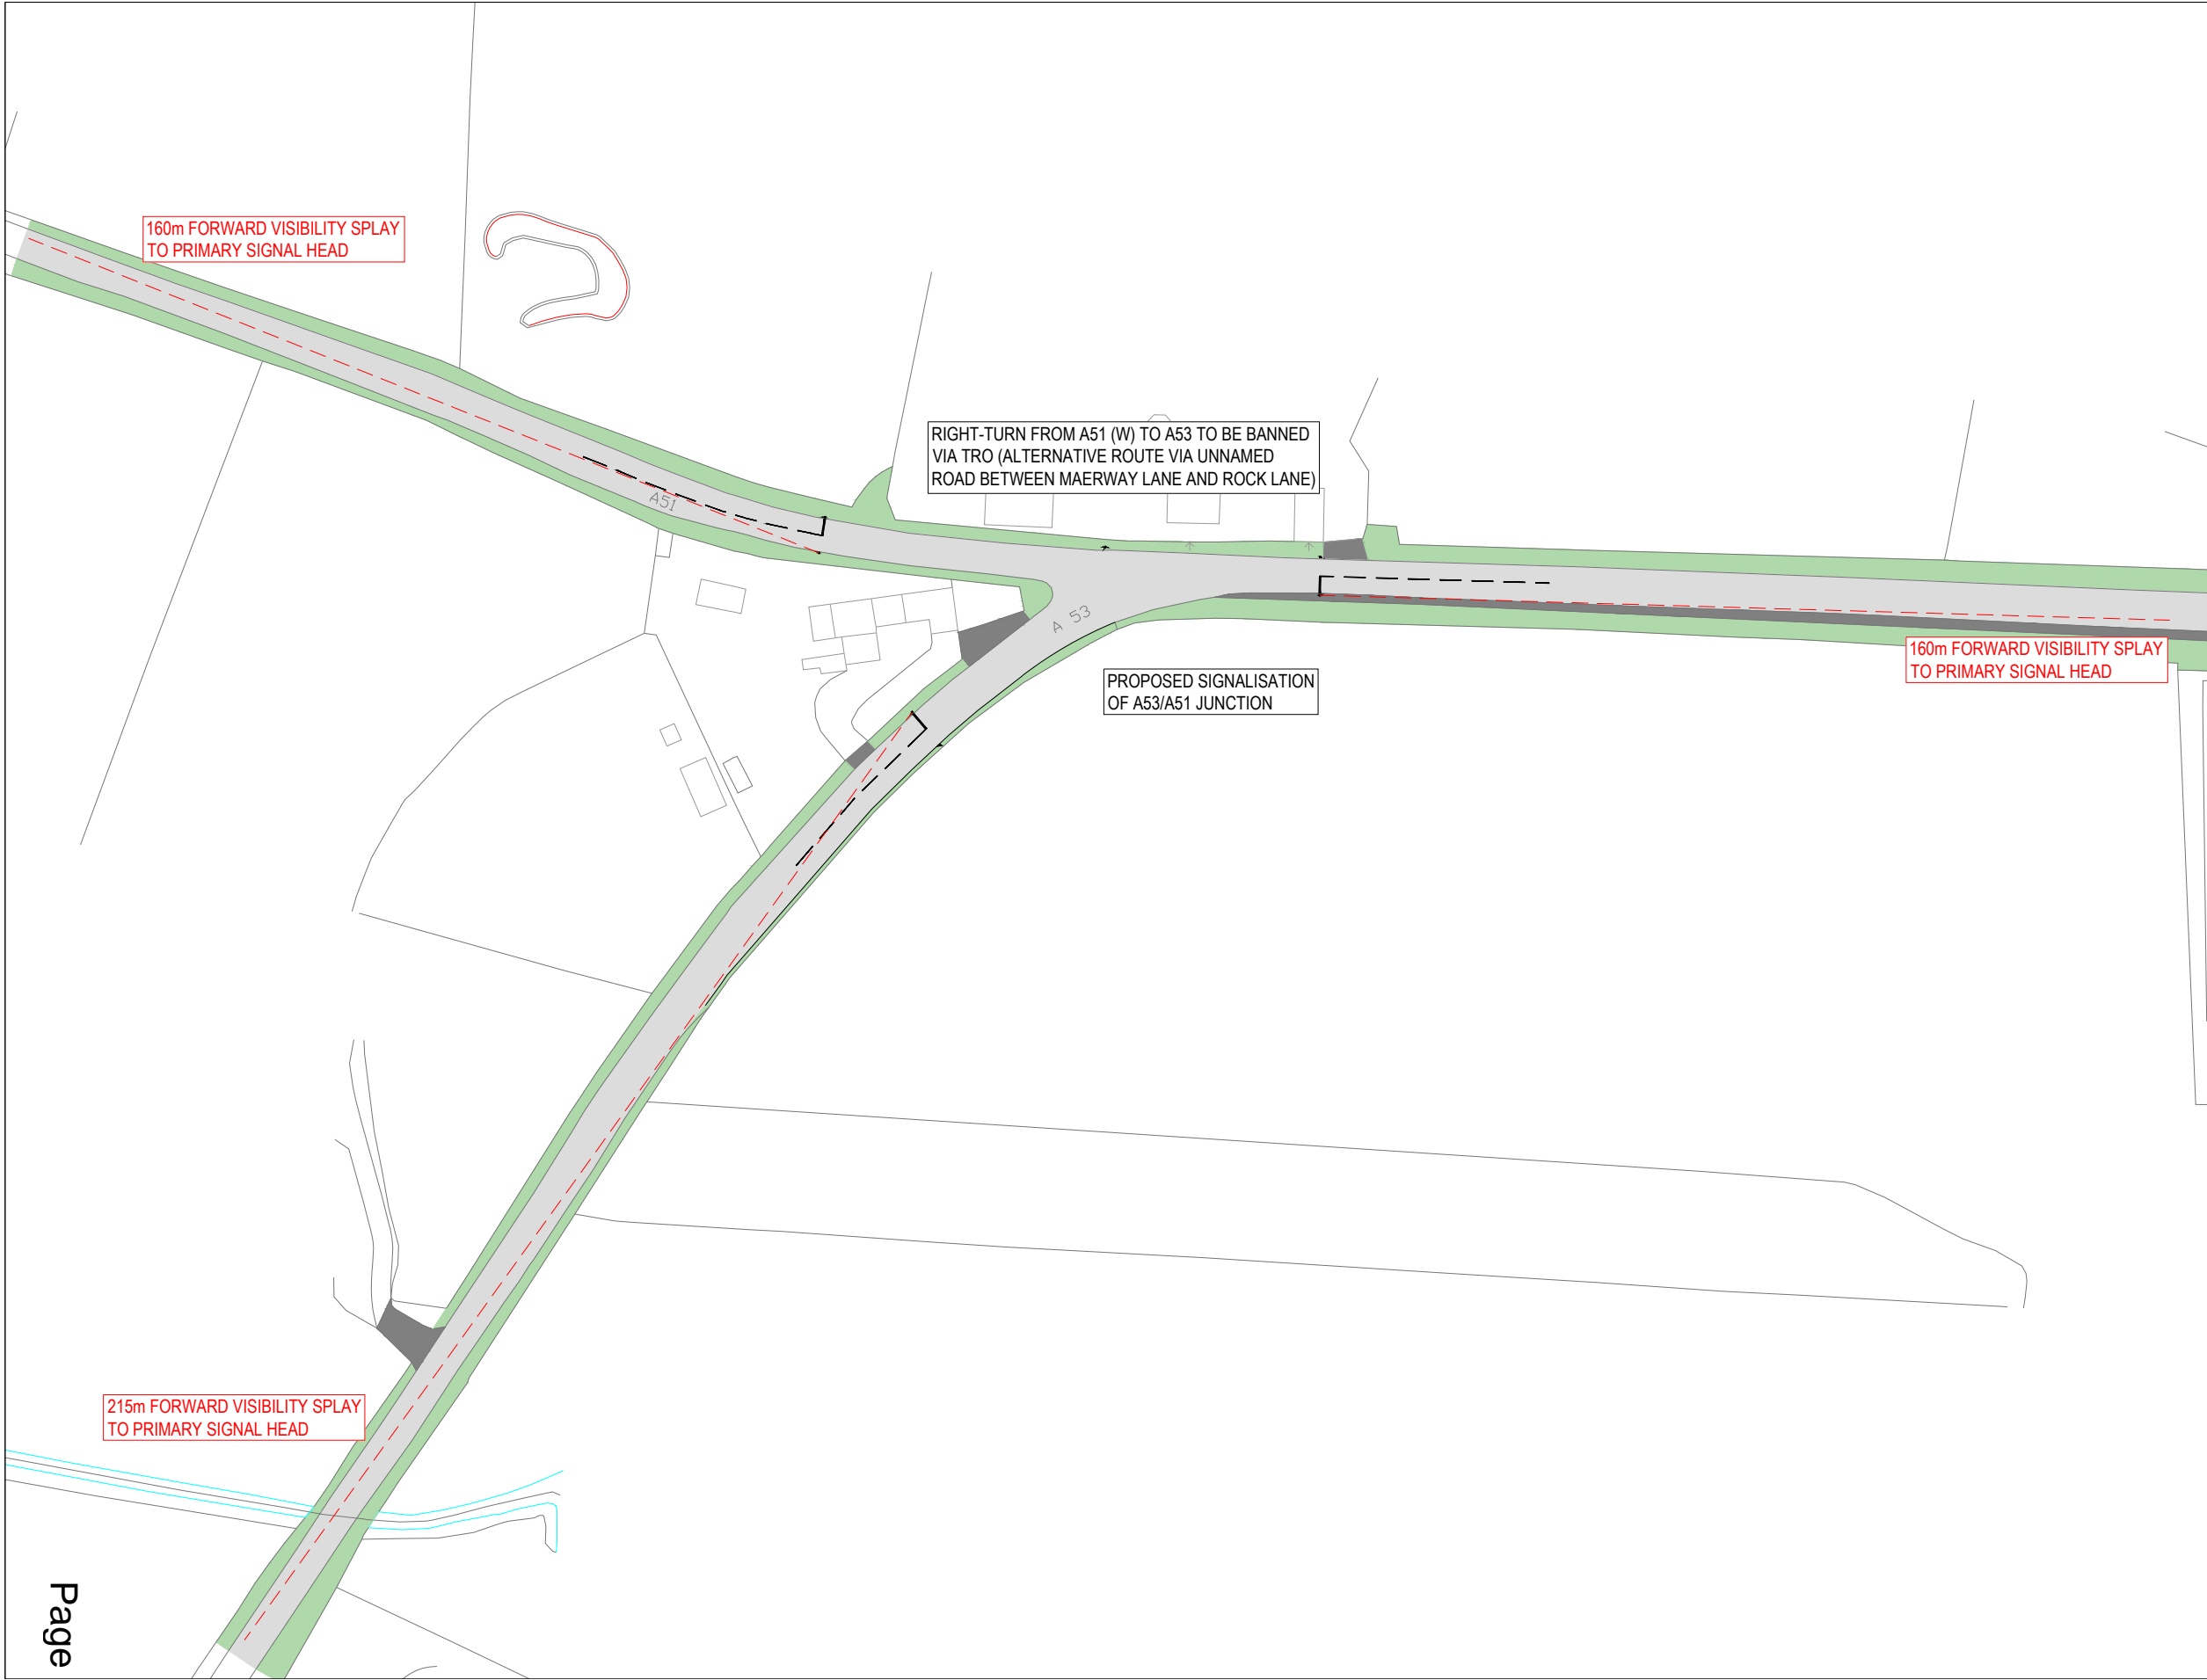 160m FORWARD VISIBILITY SPLAY
TO PRIMARY SIGNAL HEAD
RIGHT-TURN FROM A51 (W) TO A53 TO BE BANNED
VIA TRO (ALTERNATIVE ROUTE VIA UNNAMED
ROAD BETWEEN MAERWAY LANE AND ROCK LANE)
A51
A 53
160m FORWARD VISIBILITY SPLAY
TO PRIMARY SIGNAL HEAD
PROPOSED SIGNALISATION
OF A53/A51 JUNCTION
215m FORWARD VISIBILITY SPLAY
TO PRIMARY SIGNAL HEAD
Page